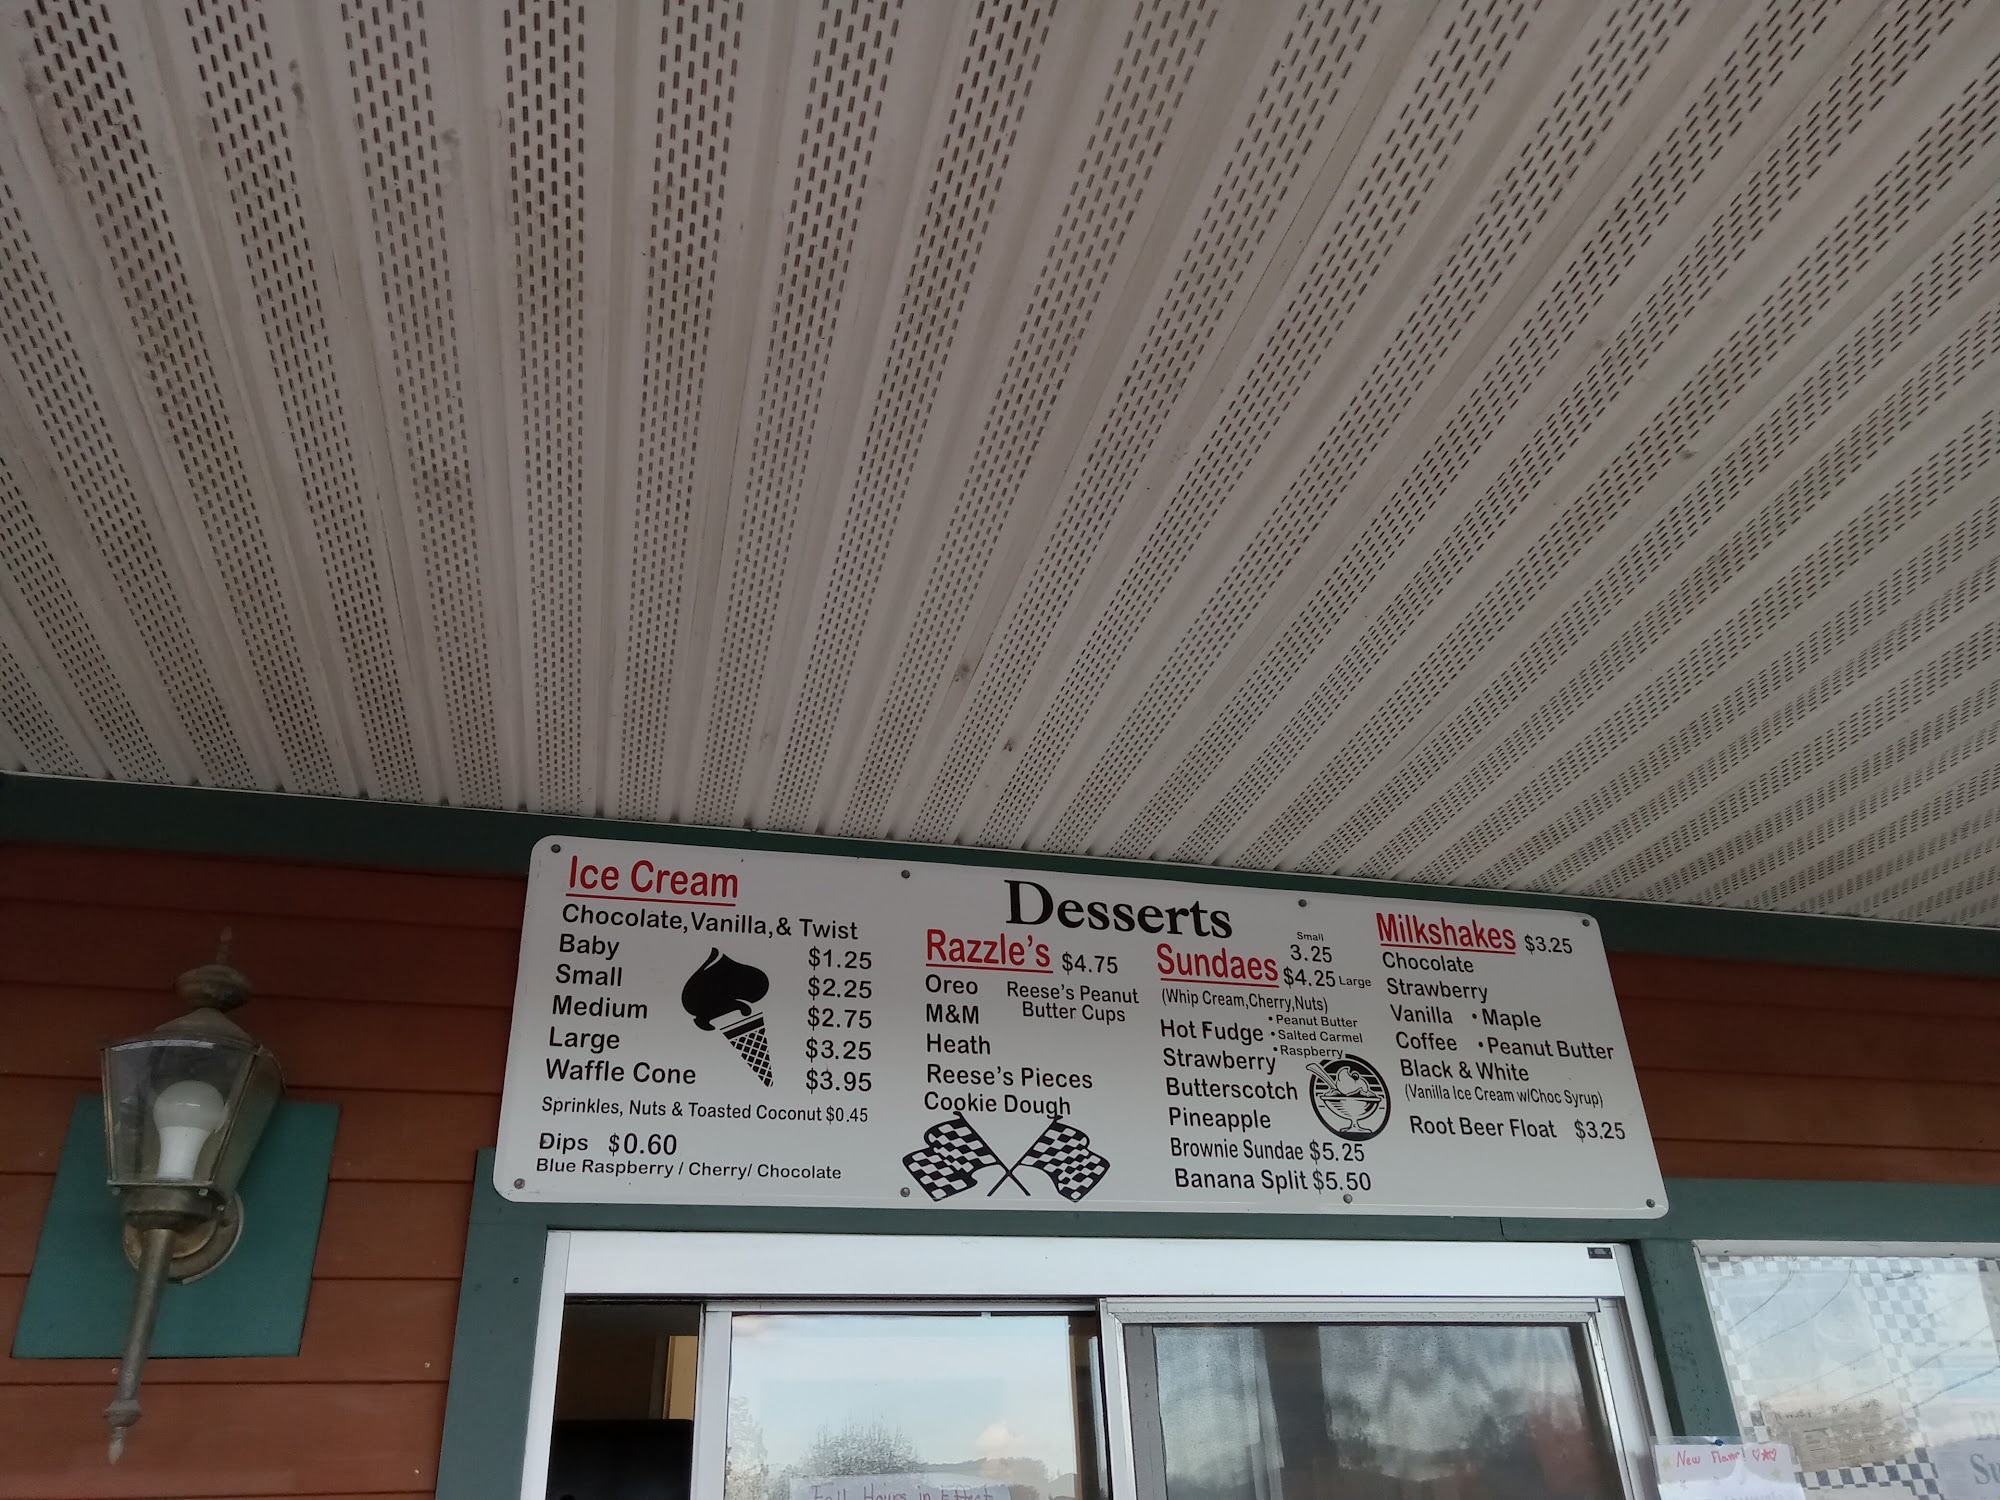 Desserts
Ice Cream
Chocolate, Vanilla, & Twist
Baby $1.25
Small $2.25
Medium $2.75
Large $3.25
Waffle Cone $3.95
Sprinkles, Nuts & Toasted Coconut $0.45
Dips $0.60
Blue Raspberry / Cherry/ Chocolate
Razzle's $4.75
Oreo
M&M
Heath
Reese's Pieces
Cookie Dough
Reese's Peanut
Butter Cups
Small
3.25
Sundaes $4.25 Large
(Whip Cream,Cherry,Nuts)
• Peanut Butter
Hot Fudge • Salted Carmel
• Raspberry
Strawberry
Butterscotch
Pineapple
Brownie Sundae $5.25
Banana Split $5.50
Milkshakes $3.25
Chocolate
Strawberry
Vanilla • Maple
Coffee • Peanut Butter
Black & White
(Vanilla Ice Cream w/Choc Syrup)
Root Beer Float $3.25
Fall Hours in Effect
New